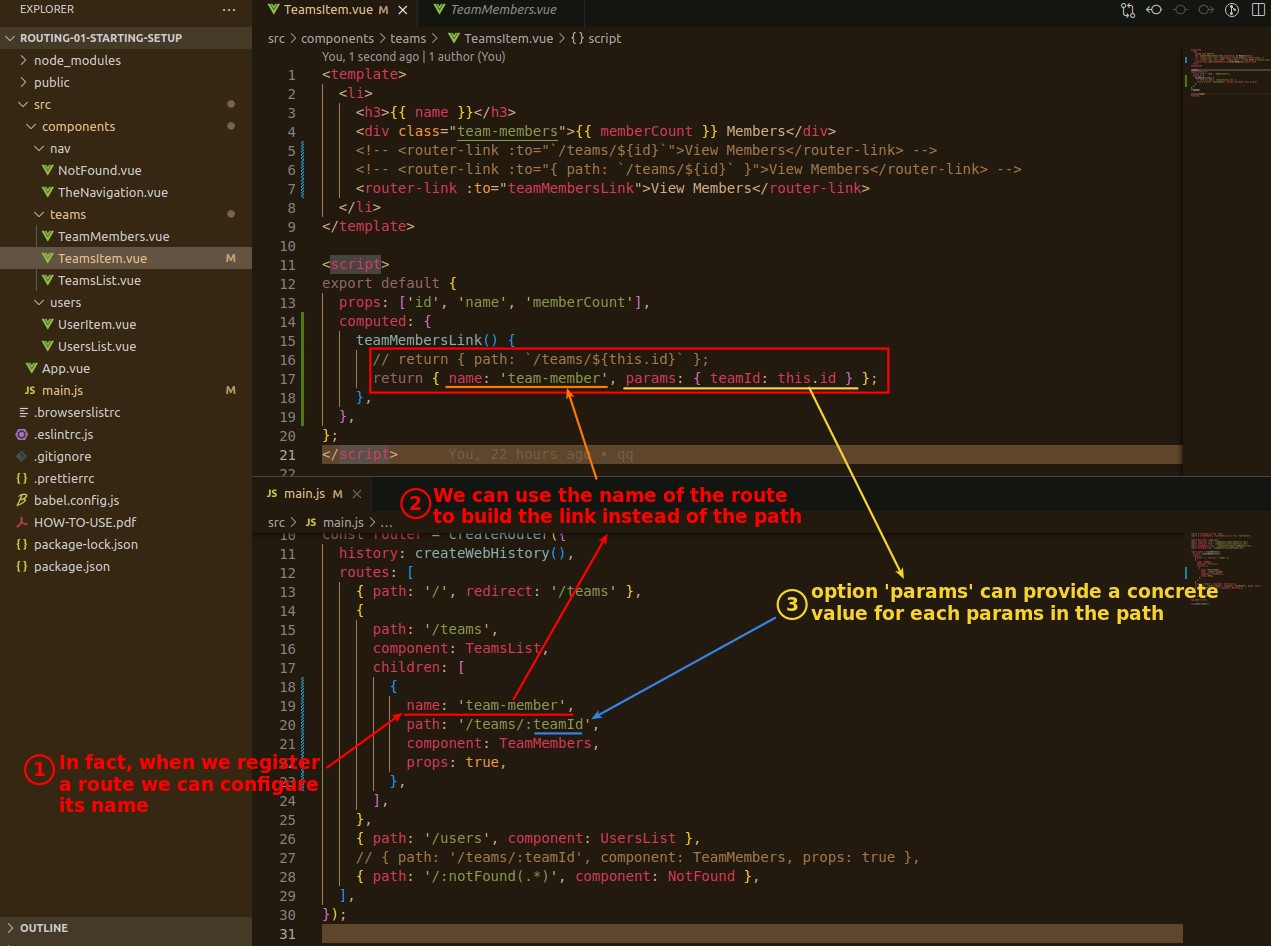 EXPLORER
ROUTING-01-STARTING-SETUP
node_modules
public
src
components
nav
NotFound.vue
TheNavigation.vue
teams
TeamMembers.vue
TeamsItem.vue M
TeamsList.vue
users
UserItem.vue
UsersList.vue
App.vue
JS main.js M
.browserslistrc
.eslintrc.js
.gitignore
{} .prettierrc
babel.config.js
HOW-TO-USE.pdf
{} package-lock.json
{} package.json
OUTLINE
TeamsItem.vue M
TeamMembers.vue
src > components > teams > TeamsItem.vue > {} script
You, 1 second ago | 1 author (You)
1 <template>
2 <li>
3 <h3>{{ name }}</h3>
4 <div class="team-members">{{ memberCount }} Members</div>
5 <!-- <router-link :to="`/teams/${id}`">View Members</router-link> -->
6 <!-- <router-link :to="{ path: `/teams/${id}` }">View Members</router-link> -->
7 <router-link :to="teamMembersLink">View Members</router-link>
8 </li>
9 </template>
10
11 <script>
12 export default {
13 props: ['id', 'name', 'memberCount'],
14 computed: {
15 teamMembersLink() {
16 // return { path: `/teams/${this.id}` };
17 return { name: 'team-member', params: { teamId: this.id } };
18 },
19 },
20 };
21 </script> You, 22 hours ago • qq
22
JS main.js M
src > JS main.js > ...
② We can use the name of the route
to build the link instead of the path
10 const router = createRouter({
11 history: createWebHistory(),
12 routes: [
13 { path: '/', redirect: '/teams' },
14 {
15 path: '/teams',
16 component: TeamsList,
17 children: [
18 {
19 name: 'team-member',
20 path: '/teams/:teamId',
21 component: TeamMembers,
22 props: true,
23 },
24 ],
25 },
26 { path: '/users', component: UsersList },
27 // { path: '/teams/:teamId', component: TeamMembers, props: true },
28 { path: '/:notFound(.*)', component: NotFound },
29 ],
30 });
31
③ option 'params' can provide a concrete
value for each params in the path
① In fact, when we register
a route we can configure
its name